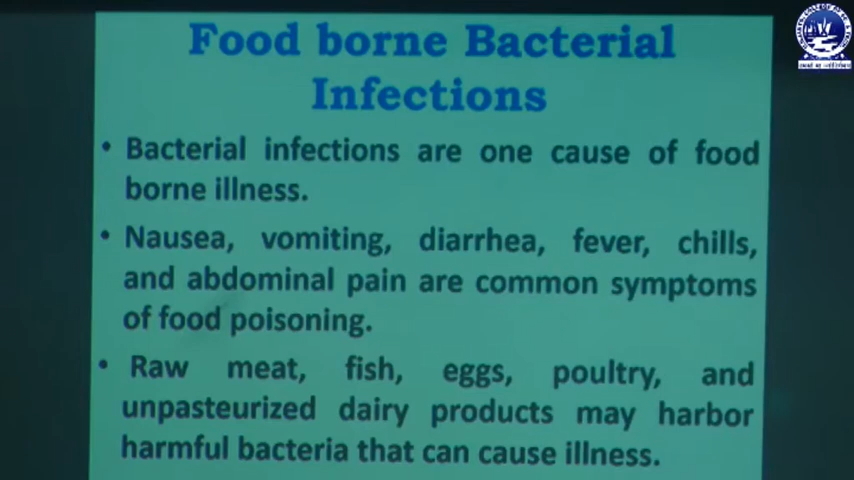 Food borne Bacterial
Infections
• Bacterial infections are one cause of food
borne illness.
• Nausea, vomiting, diarrhea, fever, chills,
and abdominal pain are common symptoms
of food poisoning.
• Raw meat, fish, eggs, poultry, and
unpasteurized dairy products may harbor
harmful bacteria that can cause illness.